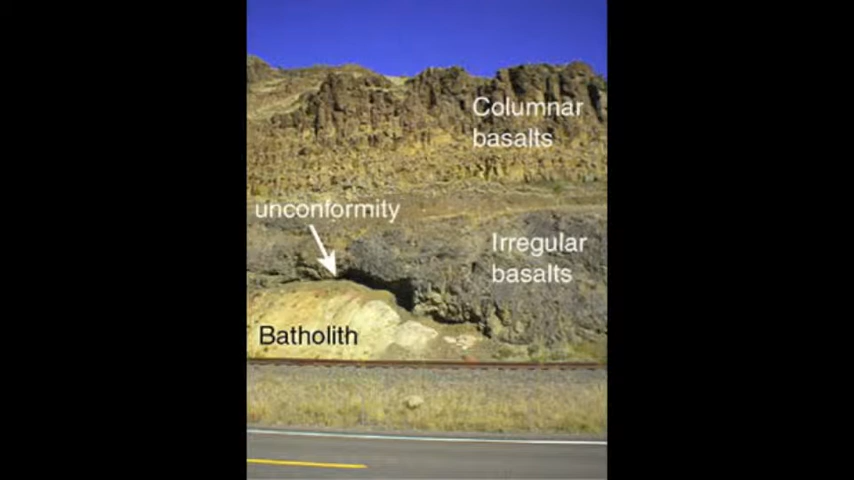 Columnar
basalts
unconformity
Irregular
basalts
Batholith